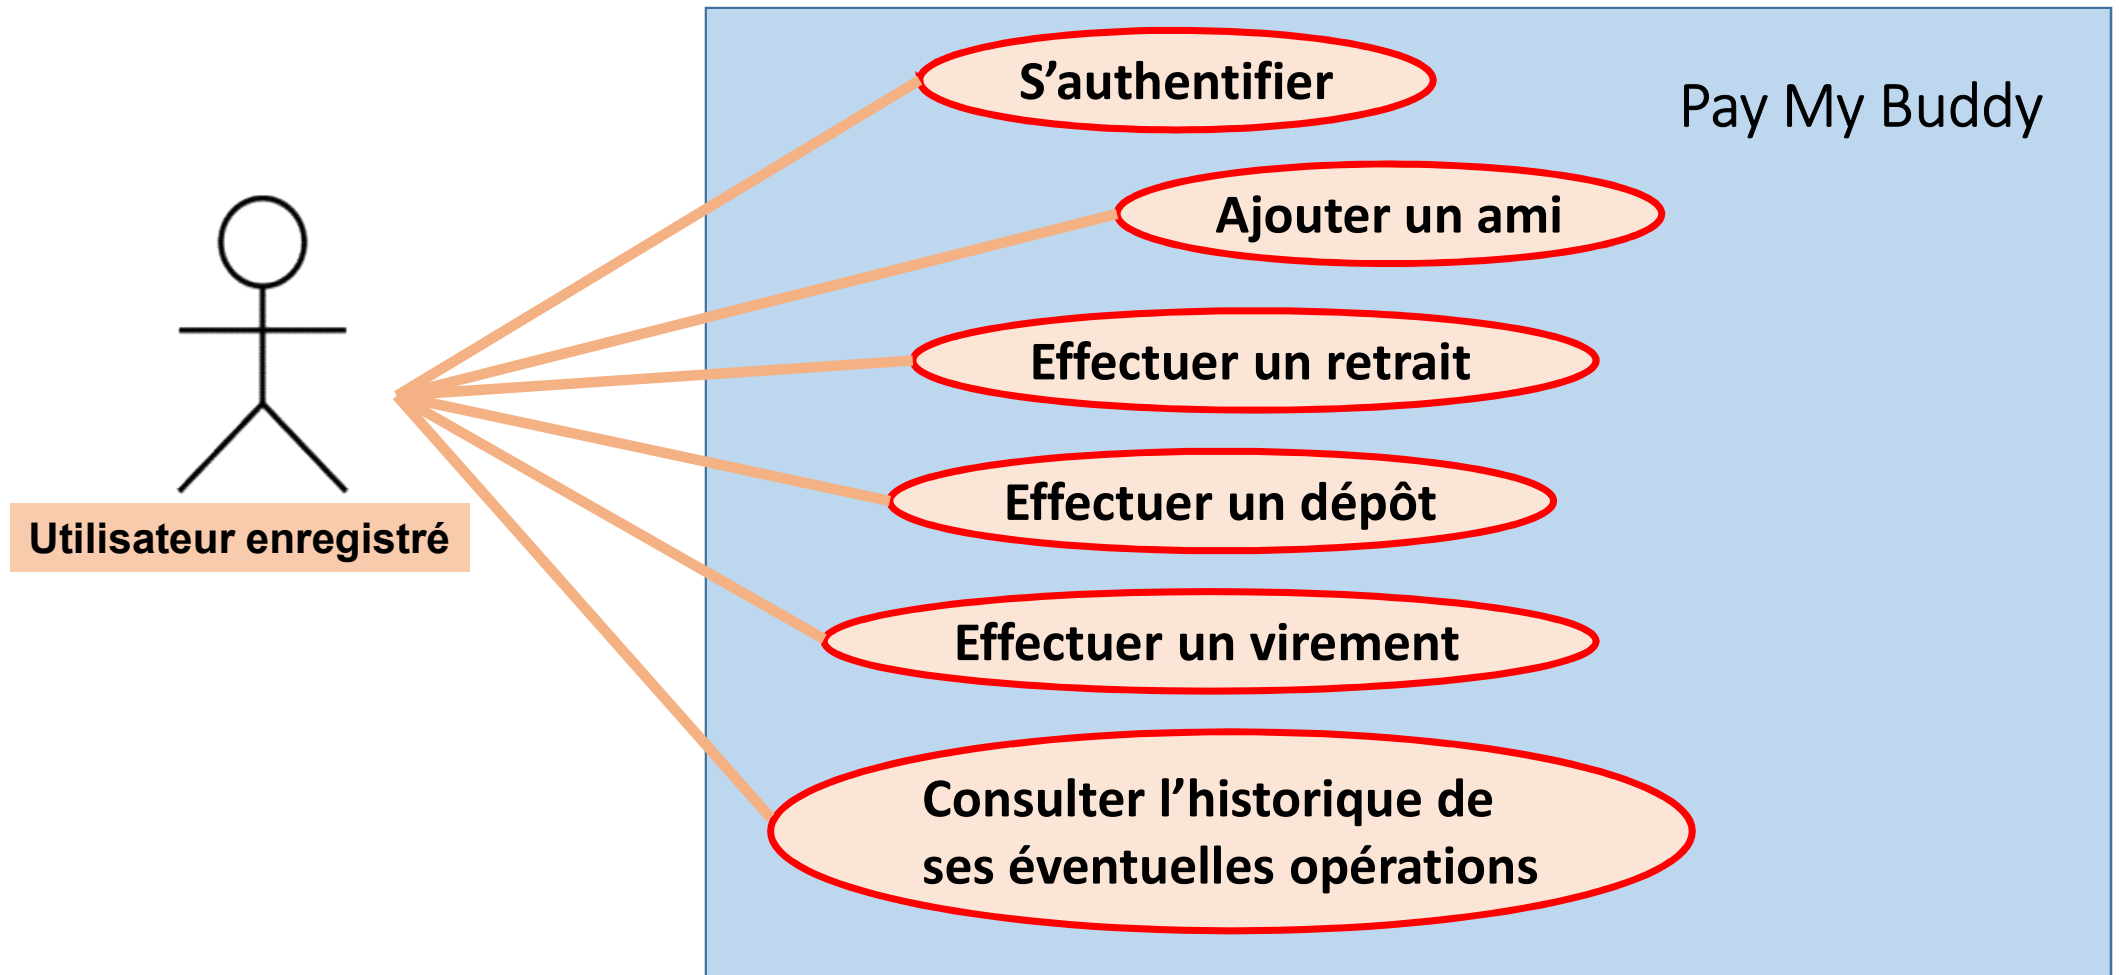 S’authentifier
Pay My Buddy
Ajouter un ami
Effectuer un retrait
Effectuer un dépôt
Utilisateur enregistré
Effectuer un virement
Consulter l’historique de
ses éventuelles opérations